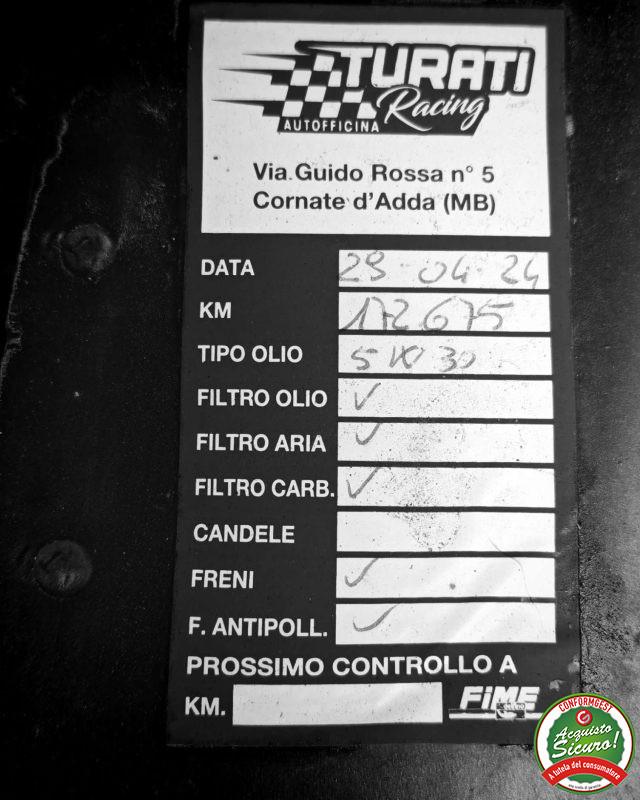 TURATI
Racing
AUTOFFICINA
Via Guido Rossa n° 5
Cornate d'Adda (MB)
DATA 29-04-24
KM 172675
TIPO OLIO 5W30
FILTRO OLIO ✓
FILTRO ARIA ✓
FILTRO CARB. ✓
CANDELE
FRENI ✓
F. ANTIPOLL. ✓
PROSSIMO CONTROLLO A
KM.
FiME
CONFORMGEST
Acquisto
Sicuro!
A tutela del consumatore